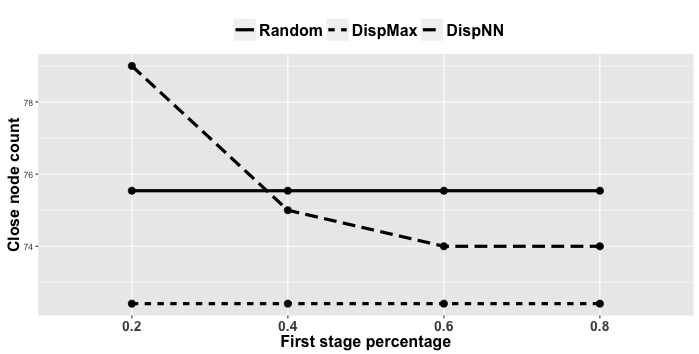 Random DispMax DispNN
Close node count
78
76
74
0.2 0.4 0.6 0.8
First stage percentage